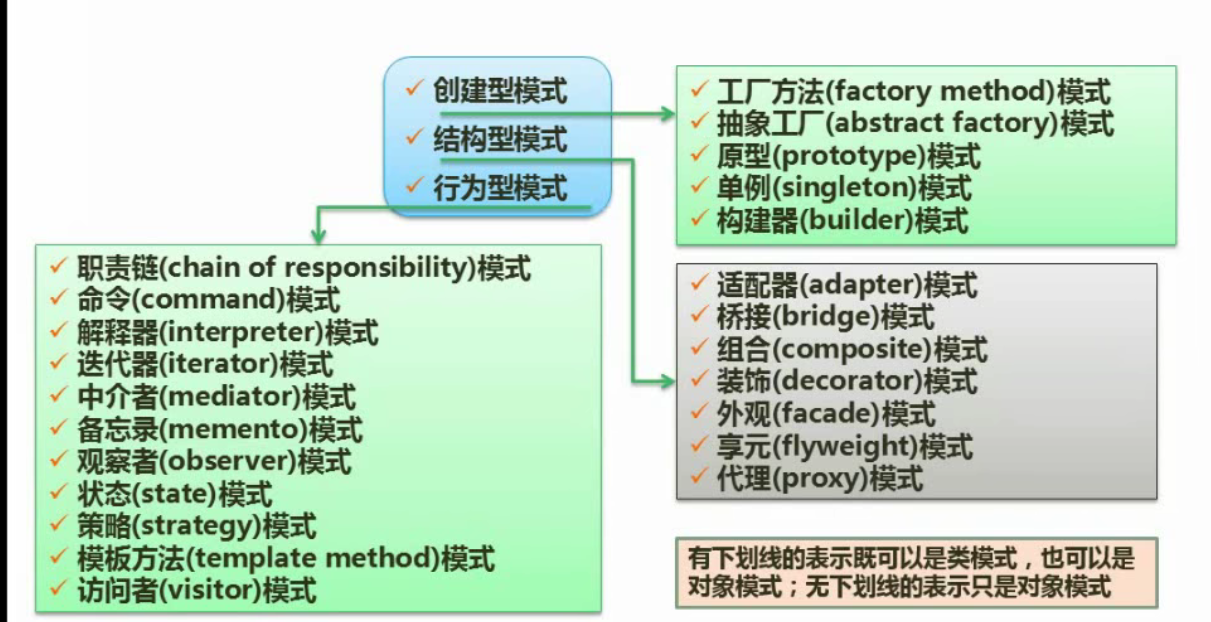 创建型模式
结构型模式
行为型模式
工厂方法(factory method)模式
抽象工厂(abstract factory)模式
原型(prototype)模式
单例(singleton)模式
构建器(builder)模式
职责链(chain of responsibility)模式
命令(command)模式
解释器(interpreter)模式
迭代器(iterator)模式
中介者(mediator)模式
备忘录(memento)模式
观察者(observer)模式
状态(state)模式
策略(strategy)模式
模板方法(template method)模式
访问者(visitor)模式
适配器(adapter)模式
桥接(bridge)模式
组合(composite)模式
装饰(decorator)模式
外观(facade)模式
享元(flyweight)模式
代理(proxy)模式
有下划线的表示既可以是类模式，也可以是
对象模式；无下划线的表示只是对象模式